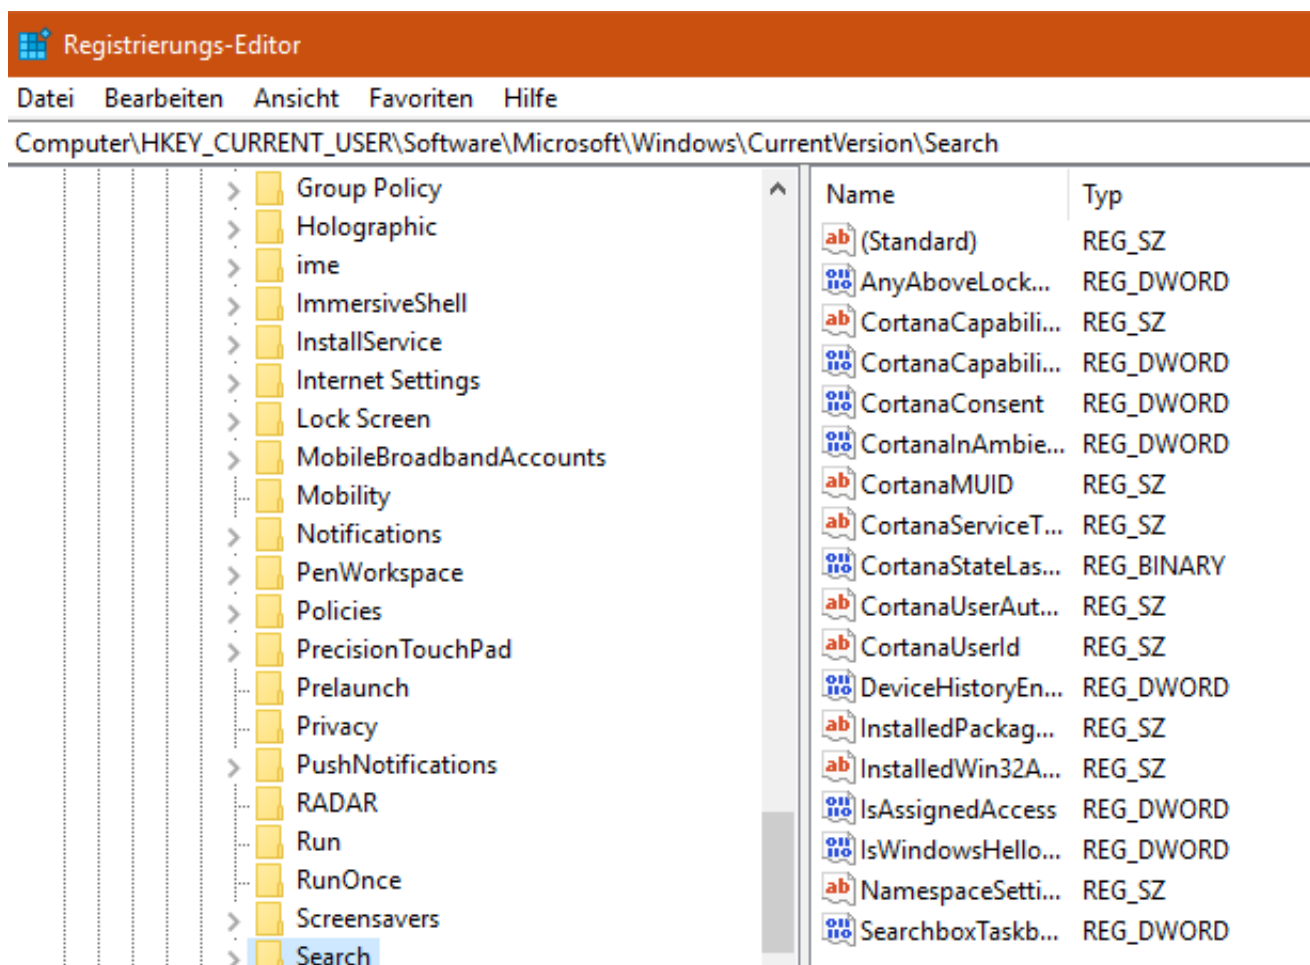 Registrierungs-Editor
Datei Bearbeiten Ansicht Favoriten Hilfe
Computer\HKEY_CURRENT_USER\Software\Microsoft\Windows\CurrentVersion\Search
Group Policy
Holographic
ime
ImmersiveShell
InstallService
Internet Settings
Lock Screen
MobileBroadbandAccounts
Mobility
Notifications
PenWorkspace
Policies
PrecisionTouchPad
Prelaunch
Privacy
PushNotifications
RADAR
Run
RunOnce
Screensavers
Search
Name Typ
(Standard) REG_SZ
AnyAboveLock... REG_DWORD
CortanaCapabili... REG_SZ
CortanaCapabili... REG_DWORD
CortanaConsent REG_DWORD
CortanaInAmbie... REG_DWORD
CortanaMUID REG_SZ
CortanaServiceT... REG_SZ
CortanaStateLas... REG_BINARY
CortanaUserAut... REG_SZ
CortanaUserId REG_SZ
DeviceHistoryEn... REG_DWORD
InstalledPackag... REG_SZ
InstalledWin32A... REG_SZ
IsAssignedAccess REG_DWORD
IsWindowsHello... REG_DWORD
NamespaceSetti... REG_SZ
SearchboxTaskb... REG_DWORD